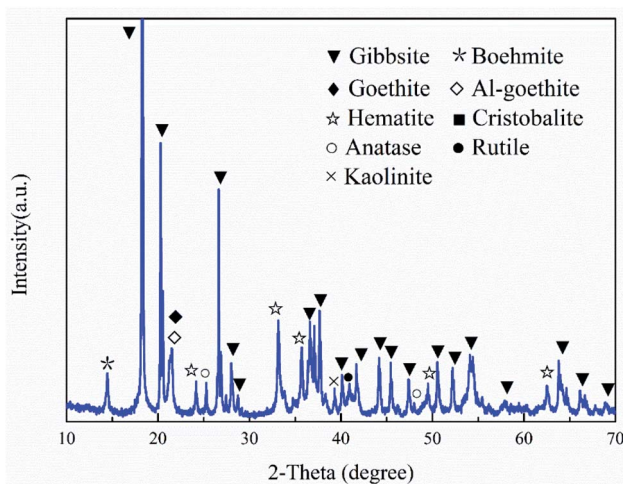 Gibbsite Boehmite
Goethite Al-goethite
Hematite Cristobalite
Anatase Rutile
Kaolinite
Intensity(a.u.)
10 20 30 40 50 60 70
2-Theta (degree)